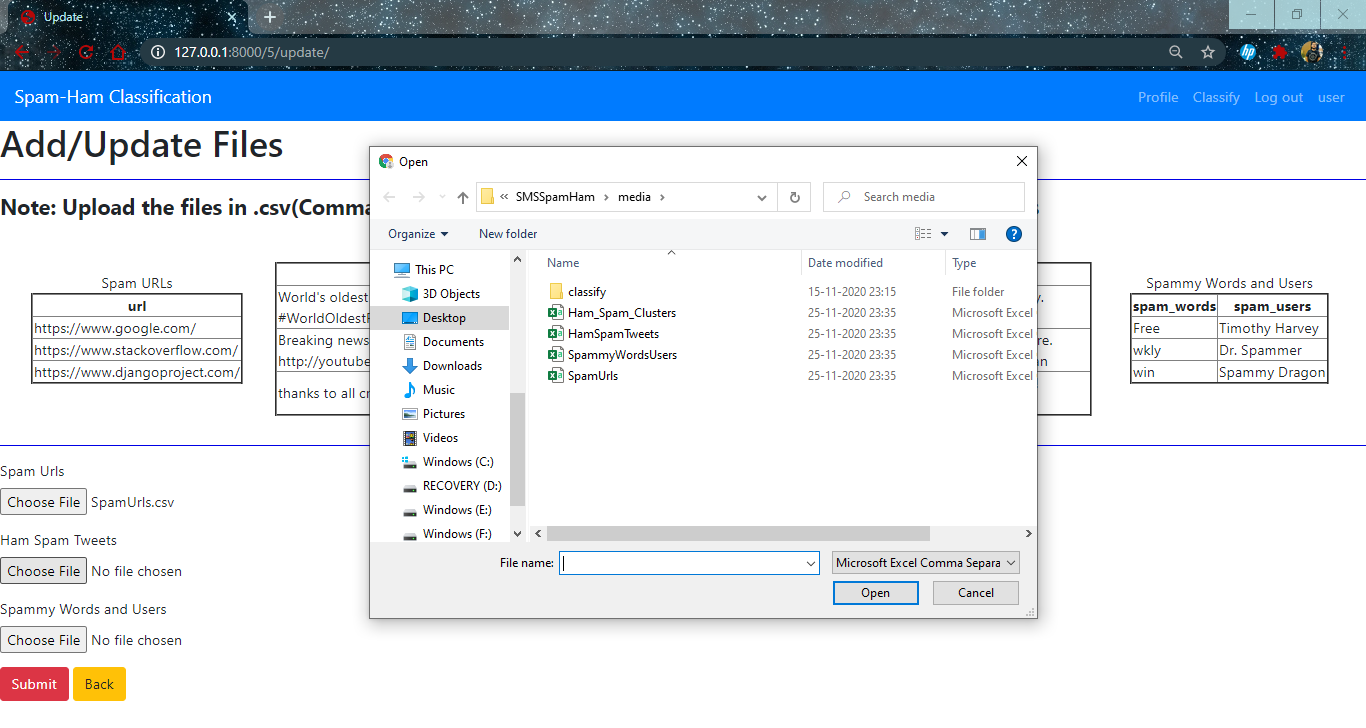 Update
127.0.0.1:8000/5/update/
Spam-Ham Classification
Profile Classify Log out user
Add/Update Files
Note: Upload the files in .csv(Comma
Spam URLs
url
https://www.google.com/
https://www.stackoverflow.com/
https://www.djangoproject.com/
World's oldest
#WorldOldest
Breaking news
http://youtube
thanks to all
Spammy Words and Users
spam_words spam_users
Free Timothy Harvey
wkly Dr. Spammer
win Spammy Dragon
Spam Urls
Choose File SpamUrls.csv
Ham Spam Tweets
Choose File No file chosen
Spammy Words and Users
Choose File No file chosen
Submit Back
Open
« SMSSpamHam › media ›
Search media
Organize New folder
This PC
3D Objects
Desktop
Documents
Downloads
Music
Pictures
Videos
Windows (C:)
RECOVERY (D:)
Windows (E:)
Windows (F:)
Name Date modified Type
classify 15-11-2020 23:15 File folder
Ham_Spam_Clusters 25-11-2020 23:35 Microsoft Excel
HamSpamTweets 25-11-2020 23:35 Microsoft Excel
SpammyWordsUsers 25-11-2020 23:35 Microsoft Excel
SpamUrls 25-11-2020 23:35 Microsoft Excel
File name:
Microsoft Excel Comma Separa
Open Cancel